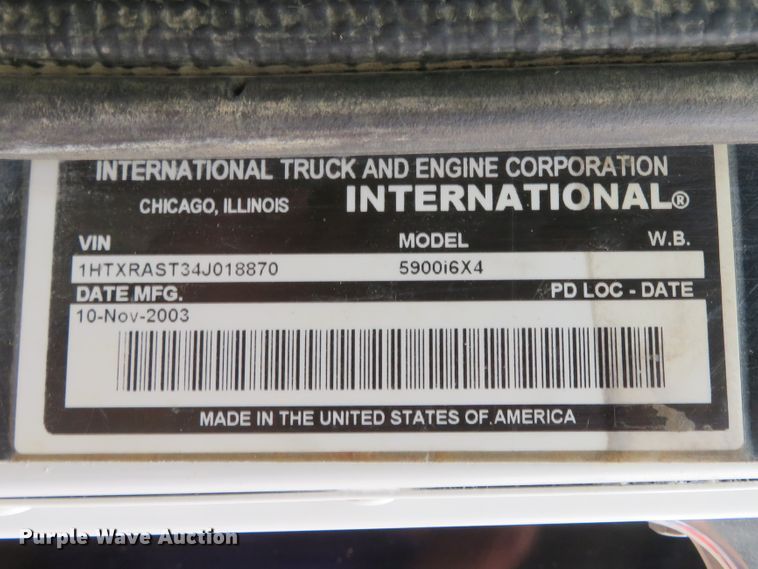 INTERNATIONAL TRUCK AND ENGINE CORPORATION
CHICAGO, ILLINOIS INTERNATIONAL®
VIN MODEL W.B.
1HTXRAST34J018870 5900i6X4
DATE MFG. PD LOC - DATE
10-Nov-2003
MADE IN THE UNITED STATES OF AMERICA
Purple Wave Auction